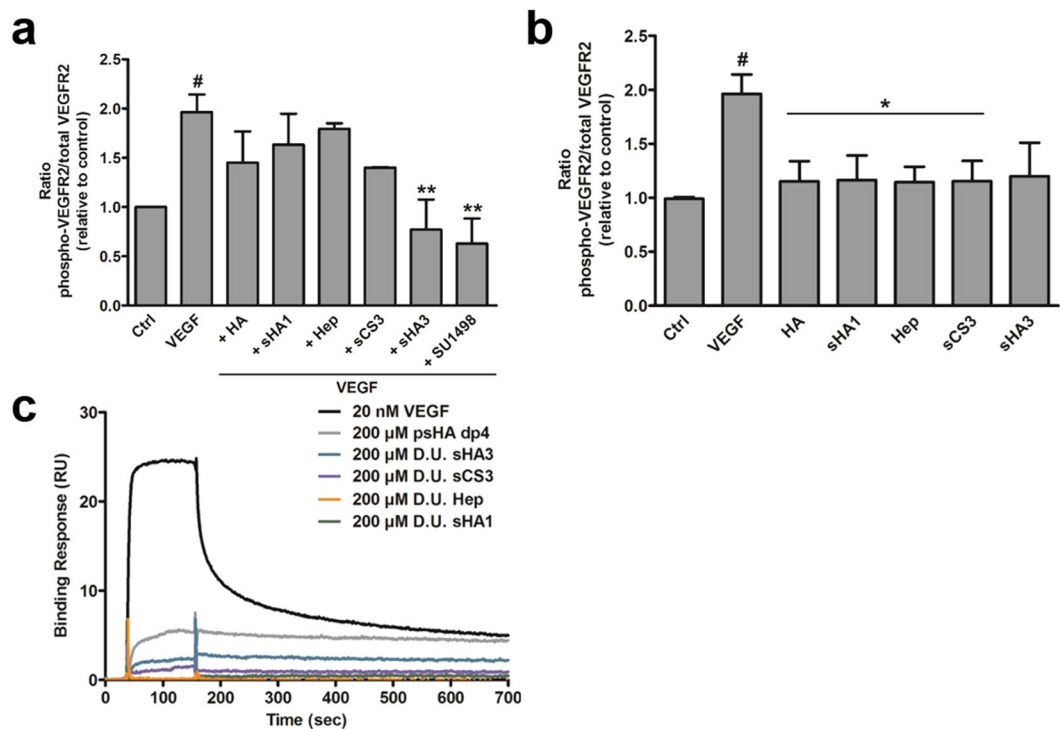 a
Ratio
phospho-VEGFR2/total VEGFR2
(relative to control)
2.5
2.0
1.5
1.0
0.5
0.0
#
**
**
Ctrl
VEGF
+ HA
+ sHA1
+ Hep
+ sCS3
+ sHA3
+ SU1498
VEGF
b
Ratio
phospho-VEGFR2/total VEGFR2
(relative to control)
2.5
2.0
1.5
1.0
0.5
0.0
#
*
Ctrl
VEGF
HA
sHA1
Hep
sCS3
sHA3
c
Binding Response (RU)
30
20
10
0
20 nM VEGF
200 µM psHA dp4
200 µM D.U. sHA3
200 µM D.U. sCS3
200 µM D.U. Hep
200 µM D.U. sHA1
0 100 200 300 400 500 600 700
Time (sec)